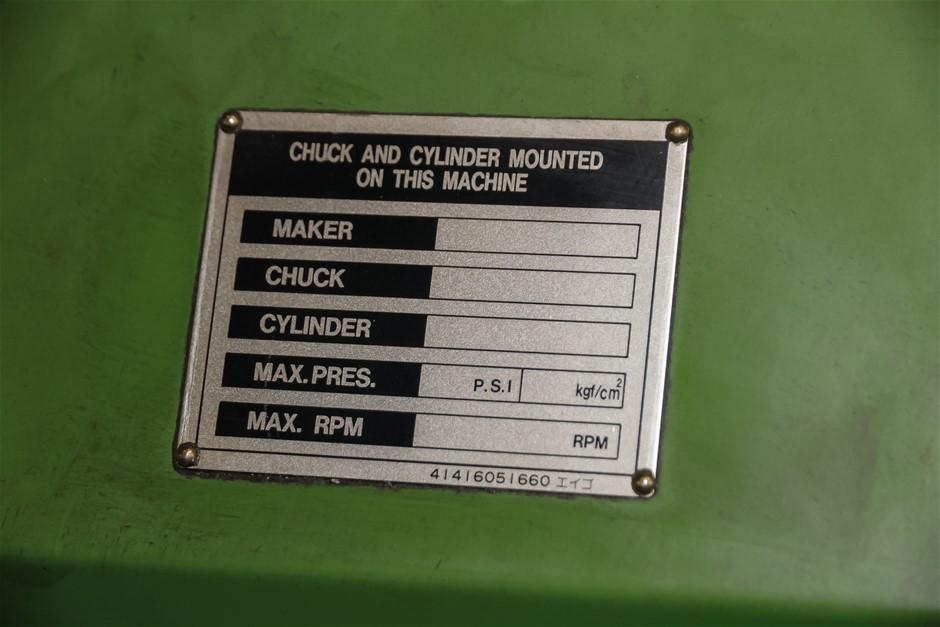 CHUCK AND CYLINDER MOUNTED
ON THIS MACHINE
MAKER
CHUCK
CYLINDER
MAX. PRES. P.S.I kgf/cm²
MAX. RPM RPM
41416051660 エイゴ